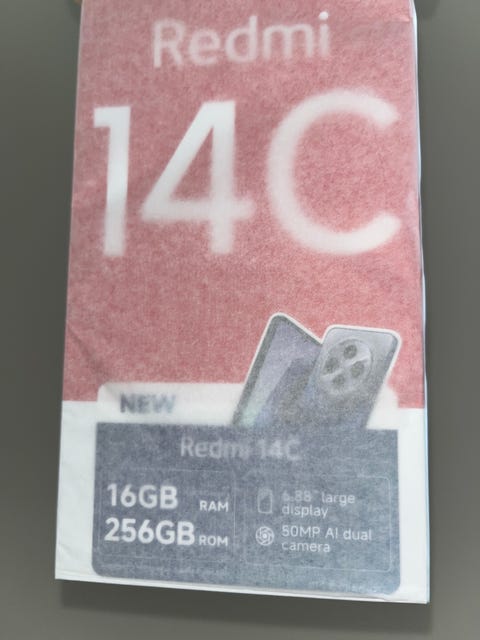 Redmi
14C
NEW
Redmi 14C
16GB RAM
256GB ROM
6.88" large
display
50MP AI dual
camera